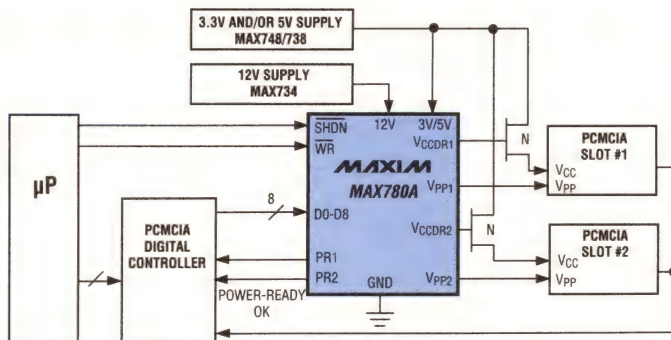 3.3V AND/OR 5V SUPPLY
MAX748/738
12V SUPPLY
MAX734
SHDN
12V
3V/5V
WR
VCCDR1
N
PCMCIA
SLOT #1
VCC
VPP
MAXIM
MAX780A
VPP1
µP
8
D0-D8
PCMCIA
DIGITAL
CONTROLLER
VCCDR2
N
PCMCIA
SLOT #2
VCC
VPP
PR1
PR2
GND
VPP2
POWER-READY
OK